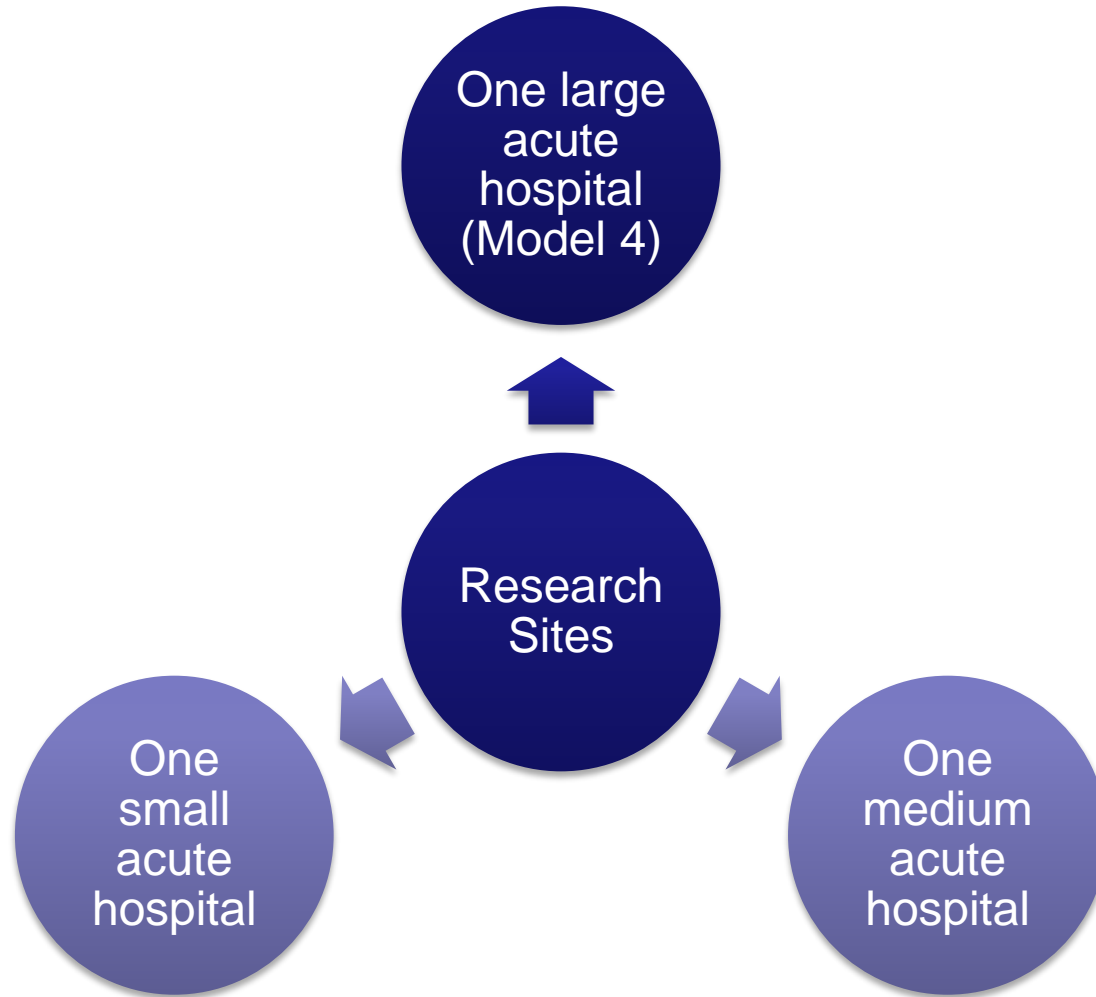 One large
acute
hospital
(Model 4)
Research
Sites
One
small
acute
hospital
One
medium
acute
hospital